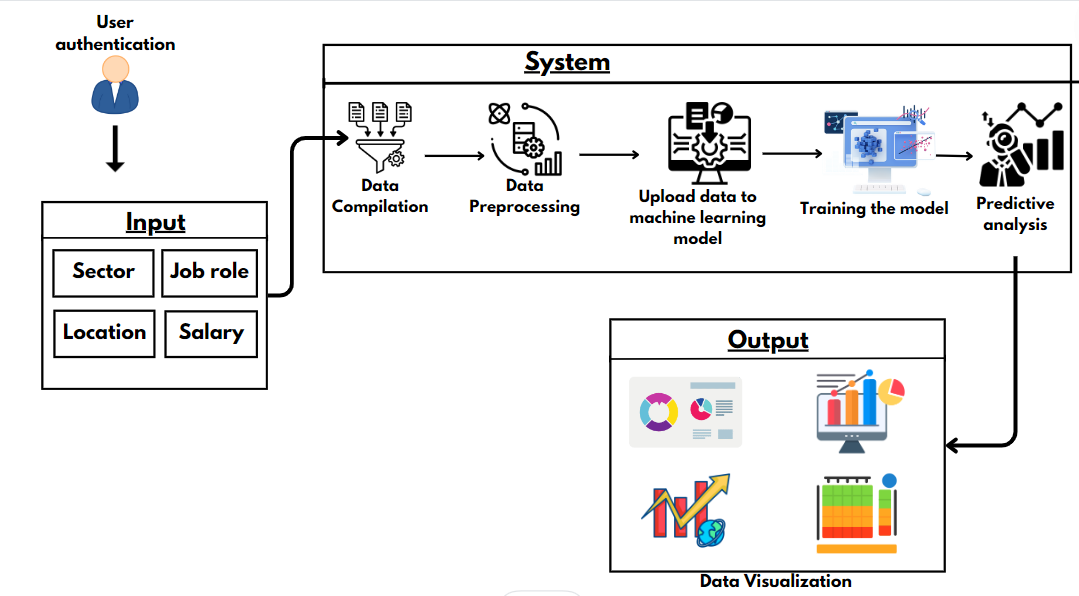 User
authentication
System
Data
Compilation
Data
Preprocessing
Upload data to
machine learning
model
Training the model
Predictive
analysis
Input
Sector
Job role
Location
Salary
Output
Data Visualization